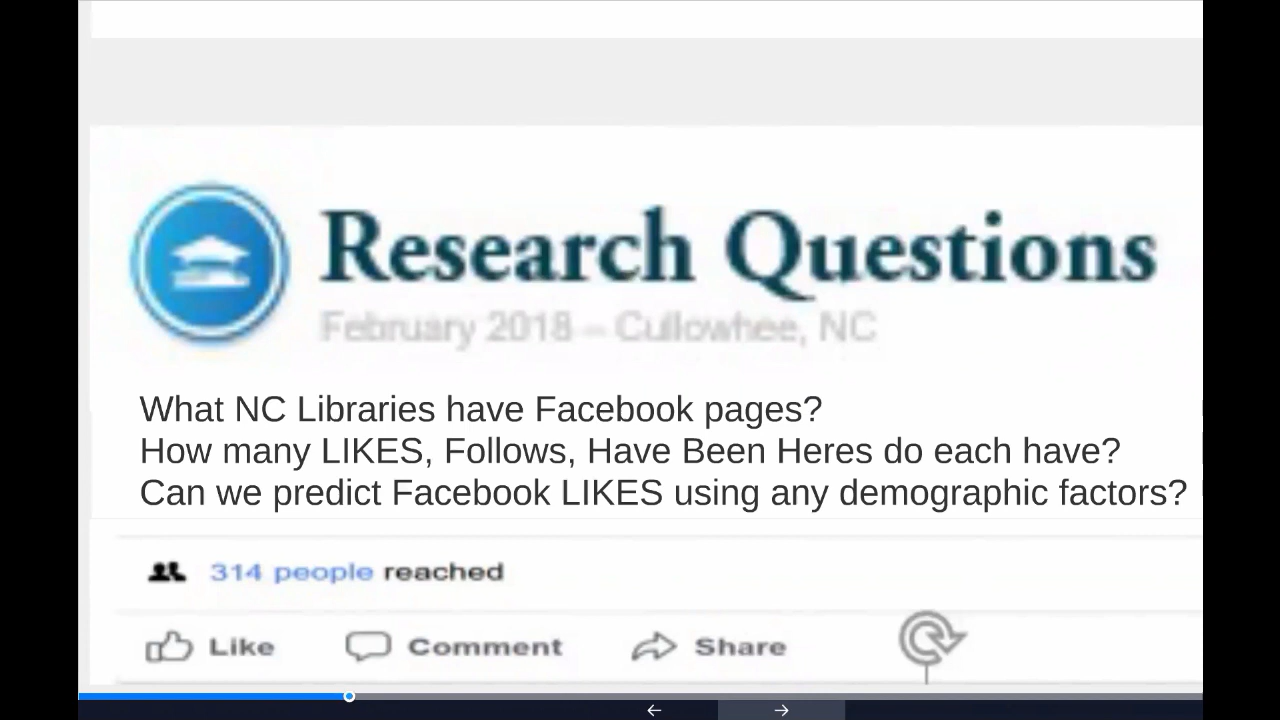 Research Questions
February 2018 – Cullowhee, NC
What NC Libraries have Facebook pages?
How many LIKES, Follows, Have Been Heres do each have?
Can we predict Facebook LIKES using any demographic factors?
314 people reached
Like Comment Share